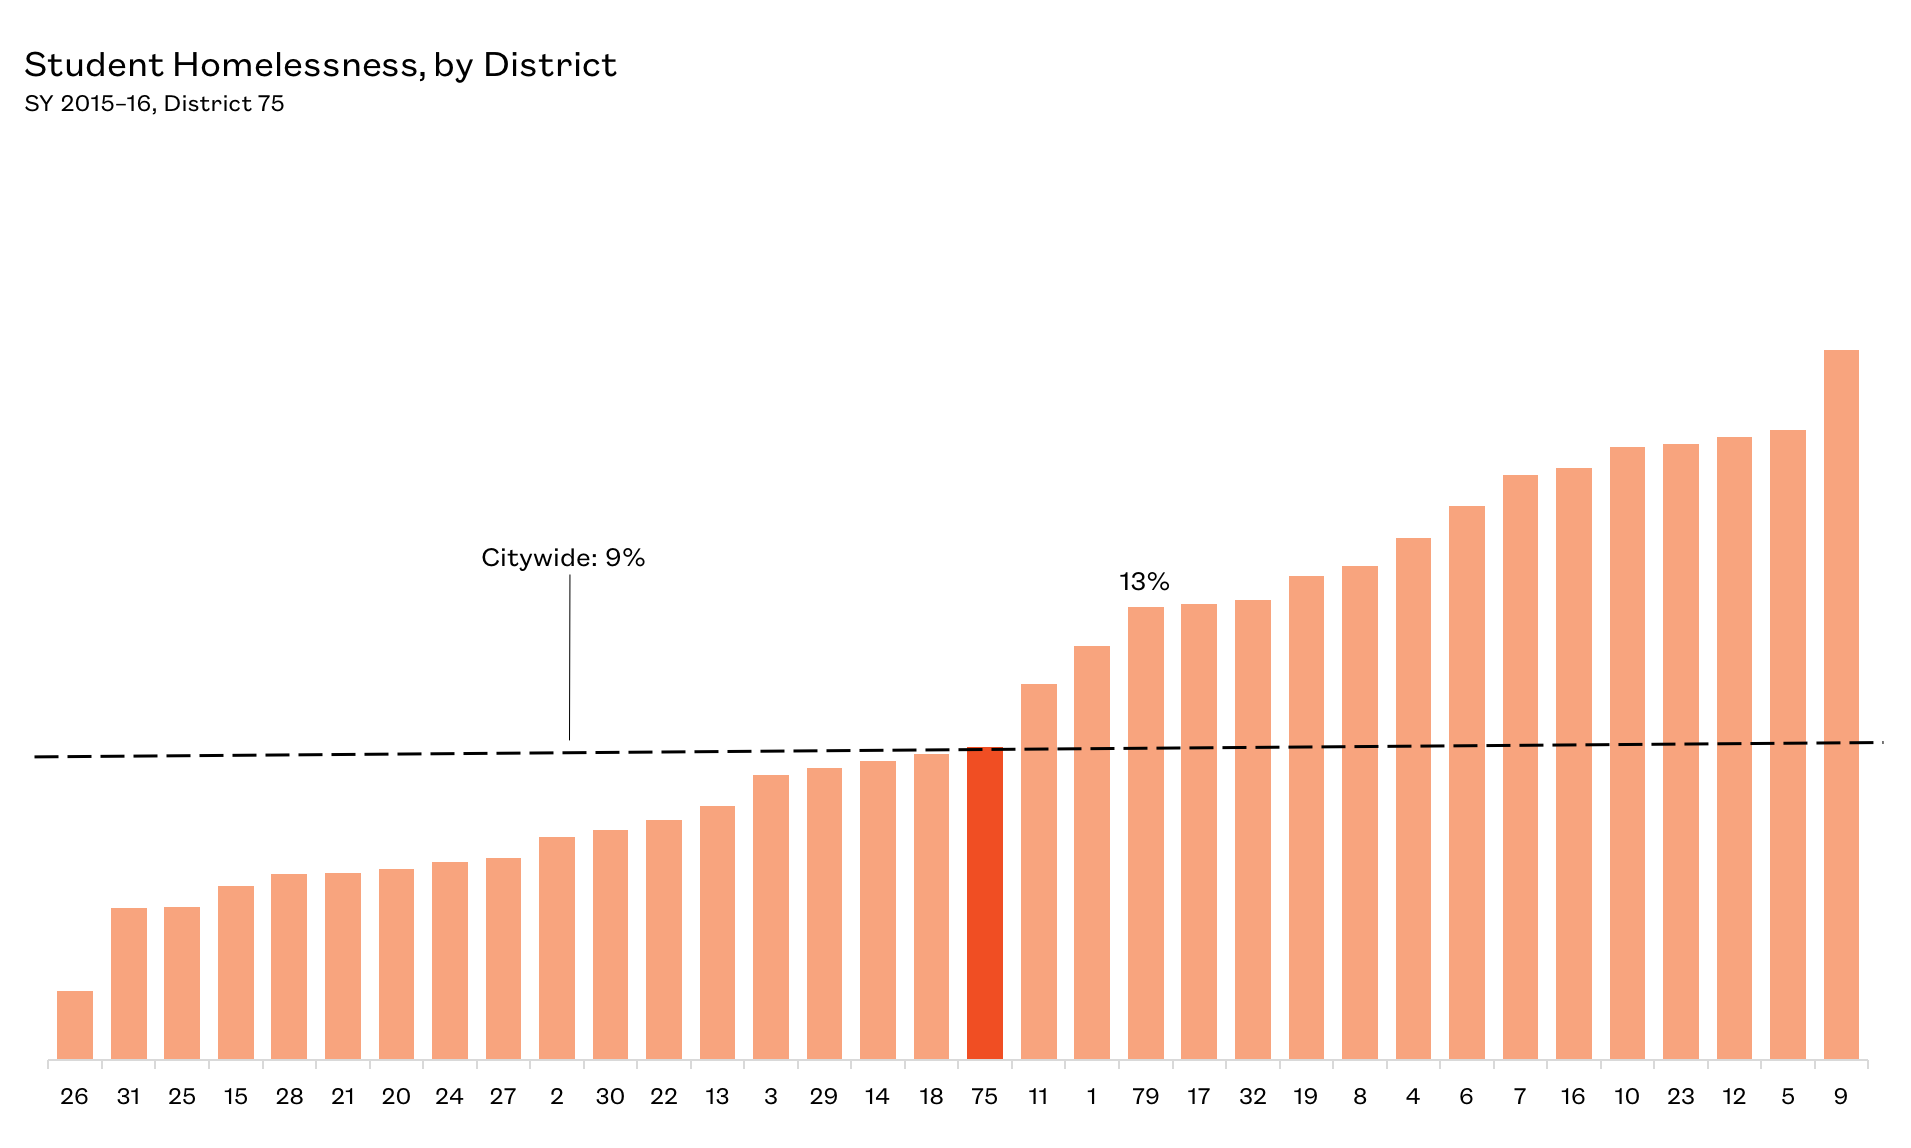 Student Homelessness, by District
SY 2015–16, District 75
Citywide: 9%
13%
26 31 25 15 28 21 20 24 27 2 30 22 13 3 29 14 18 75 11 1 79 17 32 19 8 4 6 7 16 10 23 12 5 9